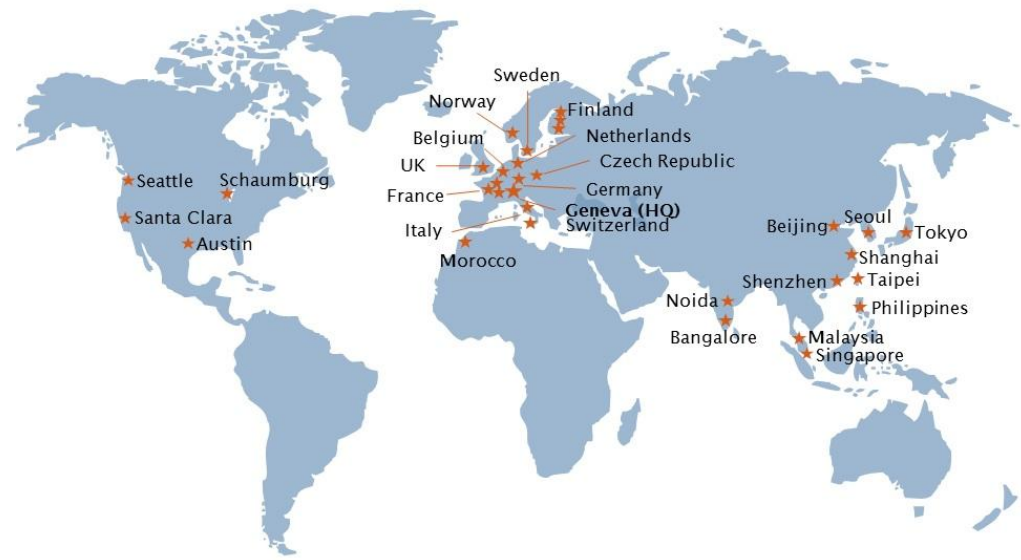 Sweden
Norway
Finland
Belgium
Netherlands
UK
Czech Republic
France
Germany
Geneva (HQ)
Italy
Switzerland
Morocco
Seattle
Schaumburg
Santa Clara
Austin
Beijing
Seoul
Tokyo
Shanghai
Shenzhen
Taipei
Noida
Philippines
Bangalore
Malaysia
Singapore